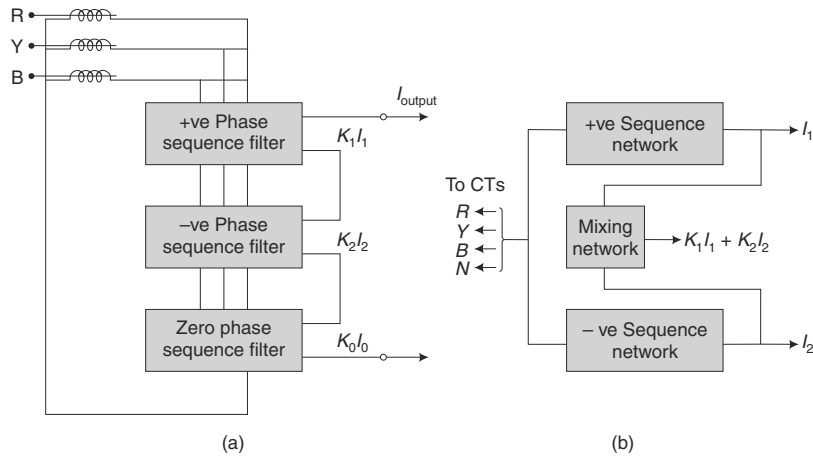 R
Y
B
+ve Phase
sequence filter
I_output
K₁I₁
–ve Phase
sequence filter
K₂I₂
Zero phase
sequence filter
K₀I₀
(a)
To CTs
R
Y
B
N
+ve Sequence
network
I₁
Mixing
network
K₁I₁ + K₂I₂
– ve Sequence
network
I₂
(b)